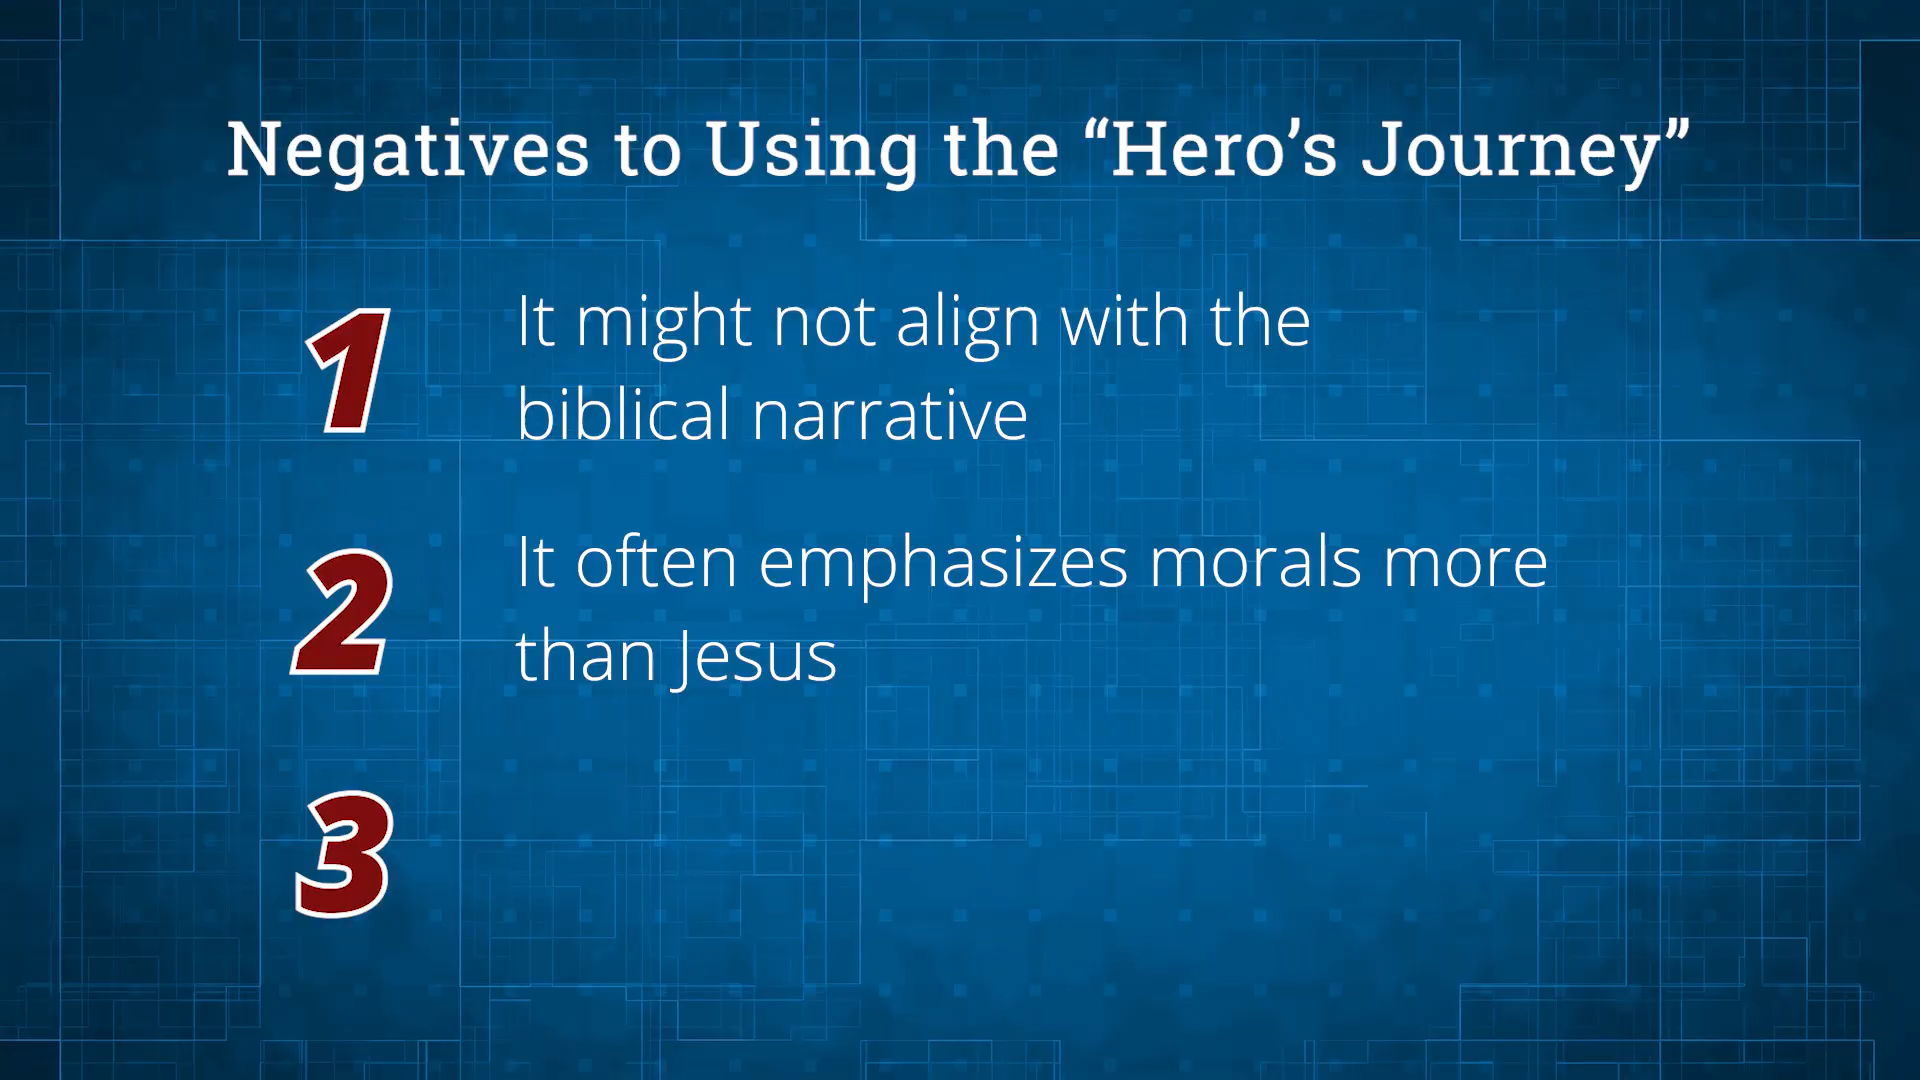 Negatives to Using the “Hero’s Journey”
1
It might not align with the
biblical narrative
2
It often emphasizes morals more
than Jesus
3